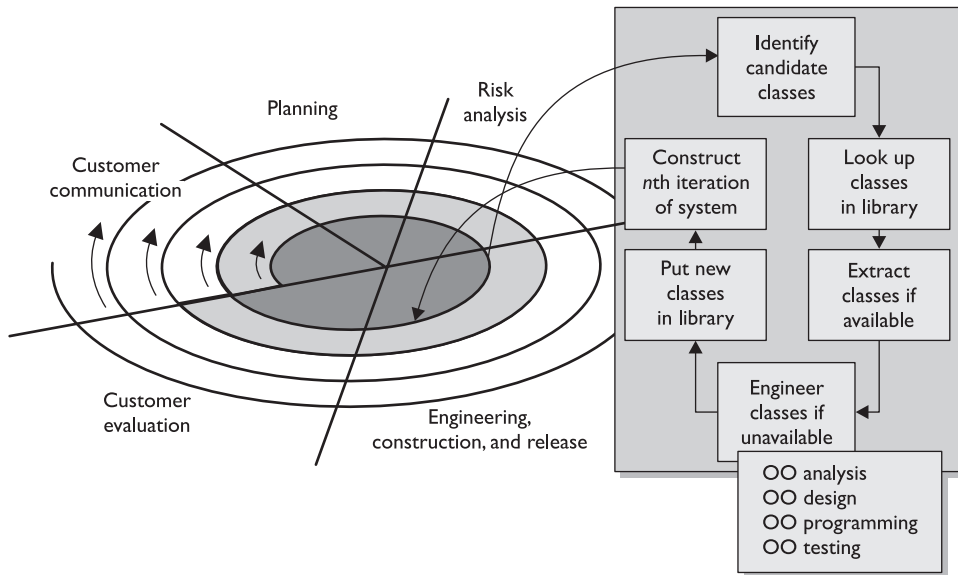 Planning
Risk
analysis
Customer
communication
Customer
evaluation
Engineering,
construction, and release
Identify
candidate
classes
Look up
classes
in library
Extract
classes if
available
Engineer
classes if
unavailable
Put new
classes
in library
Construct
nth iteration
of system
OO analysis
OO design
OO programming
OO testing